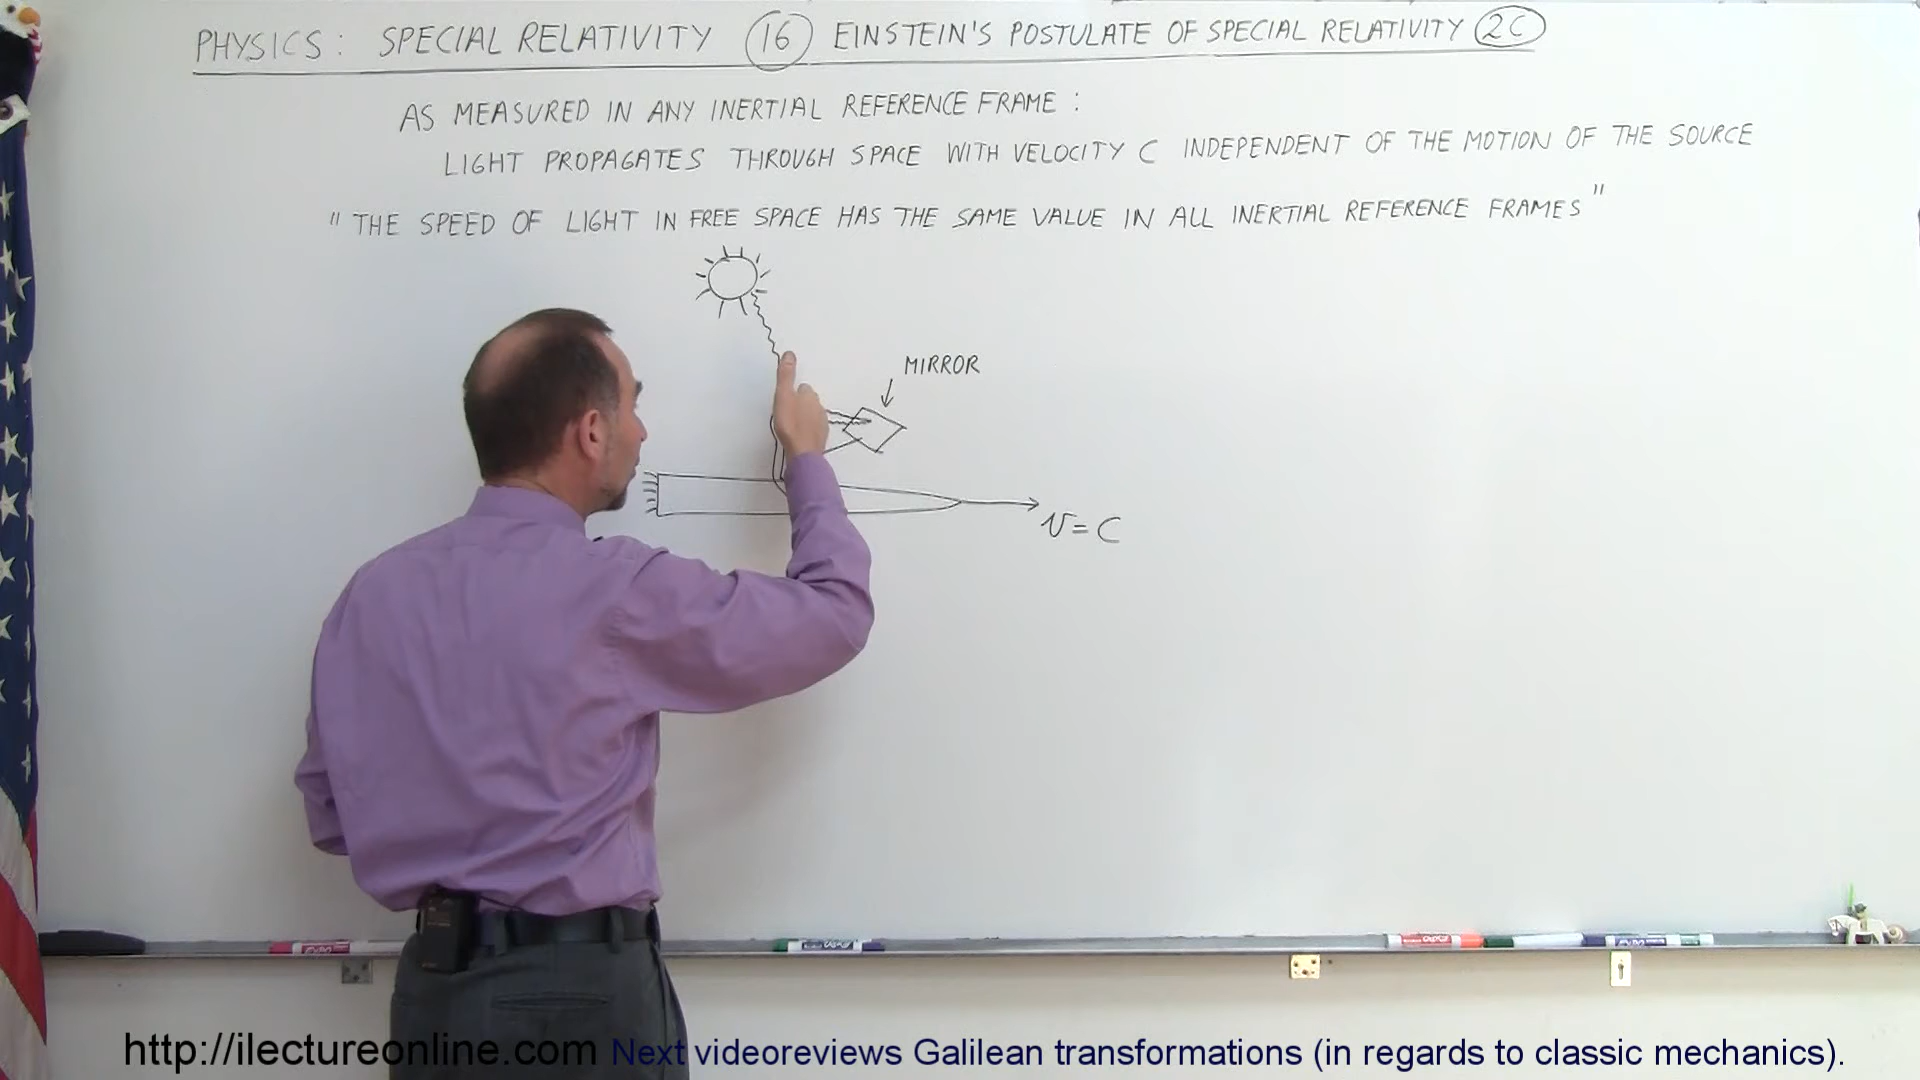 PHYSICS: SPECIAL RELATIVITY 16 EINSTEIN'S POSTULATE OF SPECIAL RELATIVITY 2C
AS MEASURED IN ANY INERTIAL REFERENCE FRAME :
LIGHT PROPAGATES THROUGH SPACE WITH VELOCITY C INDEPENDENT OF THE MOTION OF THE SOURCE
" THE SPEED OF LIGHT IN FREE SPACE HAS THE SAME VALUE IN ALL INERTIAL REFERENCE FRAMES "
MIRROR
v = C
EXPO
EXPO
http://ilectureonline.com Next videoreviews Galilean transformations (in regards to classic mechanics).